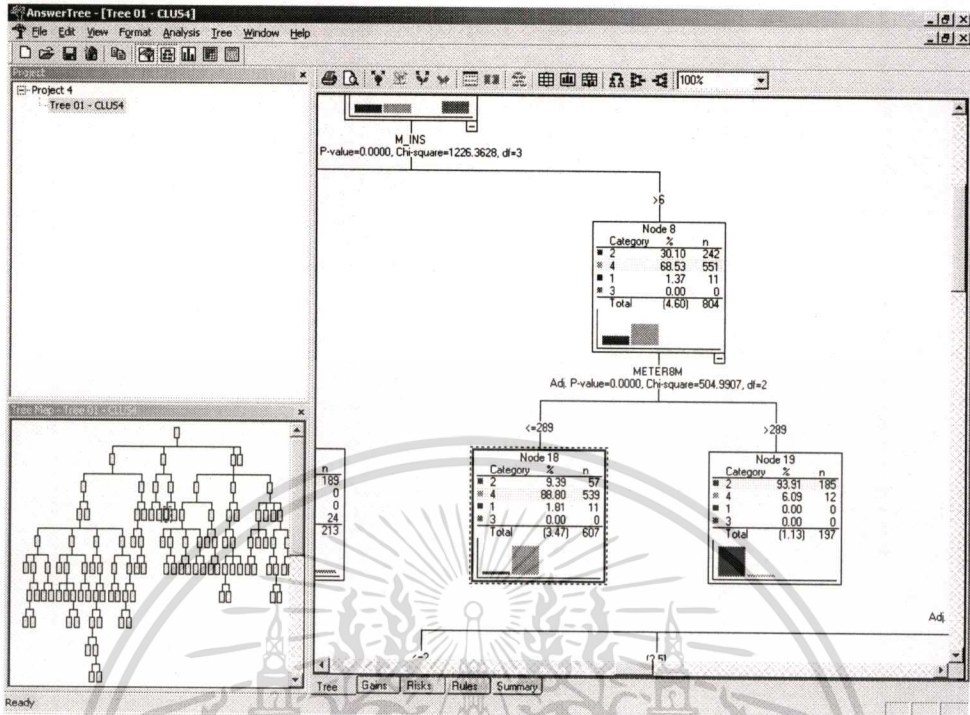 AnswerTree - [Tree 01 - CLUS4]
File Edit View Format Analysis Tree Window Help
Project
Project 4
Tree 01 - CLUS4
100%
M_INS
P-value=0.0000, Chi-square=1226.3628, df=3
>6
Node 8
Category % n
2 30.10 242
4 68.53 551
1 1.37 11
3 0.00 0
Total (4.60) 804
METER8M
Adj. P-value=0.0000, Chi-square=504.9907, df=2
<=289 >289
n
189
0
0
24
213
Node 18
Category % n
2 9.39 57
4 88.80 539
1 1.81 11
3 0.00 0
Total (3.47) 607
Node 19
Category % n
2 93.91 185
4 6.09 12
1 0.00 0
3 0.00 0
Total (1.13) 197
Adj.
<=2
Tree Map - Tree 01 - CLUS4
Tree Gains Risks Rules Summary
Ready